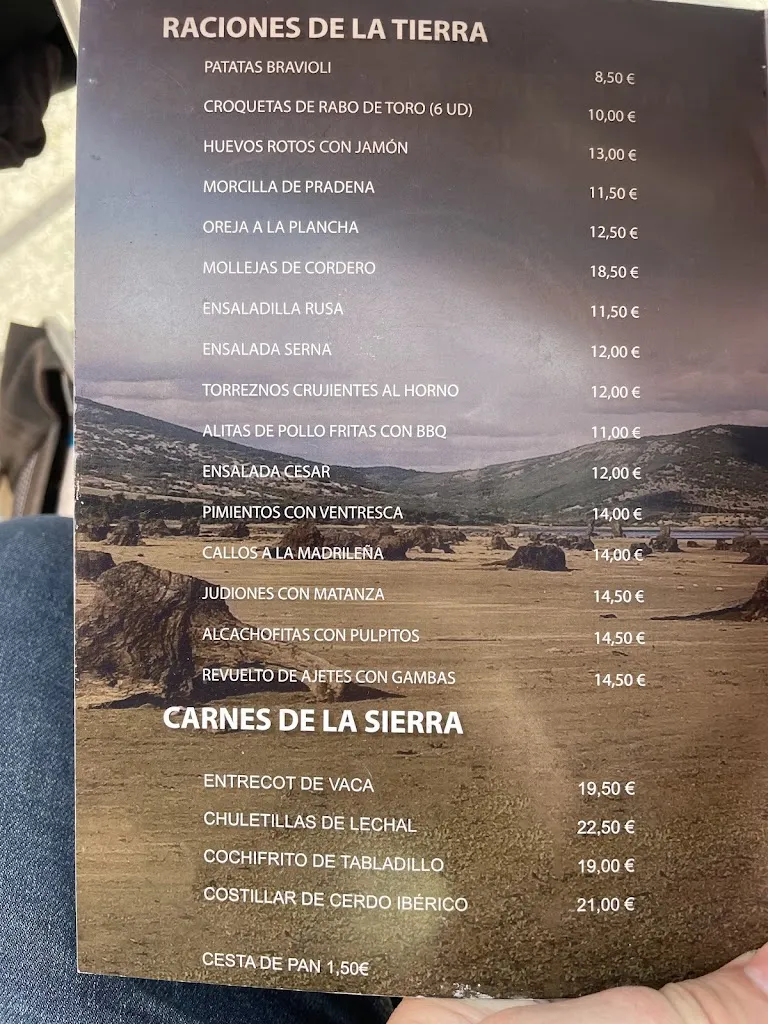 RACIONES DE LA TIERRA
PATATAS BRAVIOLI 8,50 €
CROQUETAS DE RABO DE TORO (6 UD) 10,00 €
HUEVOS ROTOS CON JAMÓN 13,00 €
MORCILLA DE PRADENA 11,50 €
OREJA A LA PLANCHA 12,50 €
MOLLEJAS DE CORDERO 18,50 €
ENSALADILLA RUSA 11,50 €
ENSALADA SERNA 12,00 €
TORREZNOS CRUJIENTES AL HORNO 12,00 €
ALITAS DE POLLO FRITAS CON BBQ 11,00 €
ENSALADA CESAR 12,00 €
PIMIENTOS CON VENTRESCA 14,00 €
CALLOS A LA MADRILEÑA 14,00 €
JUDIONES CON MATANZA 14,50 €
ALCACHOFITAS CON PULPITOS 14,50 €
REVUELTO DE AJETES CON GAMBAS 14,50 €
CARNES DE LA SIERRA
ENTRECOT DE VACA 19,50 €
CHULETILLAS DE LECHAL 22,50 €
COCHIFRITO DE TABLADILLO 19,00 €
COSTILLAR DE CERDO IBÉRICO 21,00 €
CESTA DE PAN 1,50€